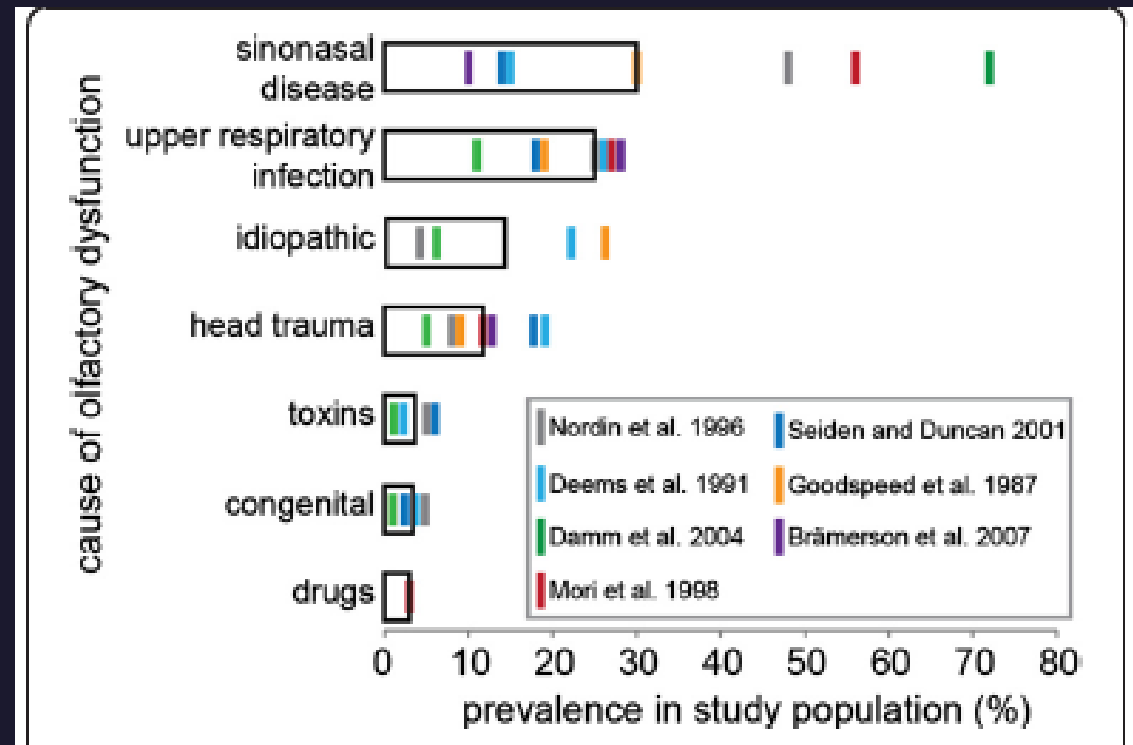 cause of olfactory dysfunction
sinonasal
disease
upper respiratory
infection
idiopathic
head trauma
toxins
congenital
drugs
Nordin et al. 1996
Deems et al. 1991
Damm et al. 2004
Mori et al. 1998
Seiden and Duncan 2001
Goodspeed et al. 1987
Brämerson et al. 2007
0 10 20 30 40 50 60 70 80
prevalence in study population (%)